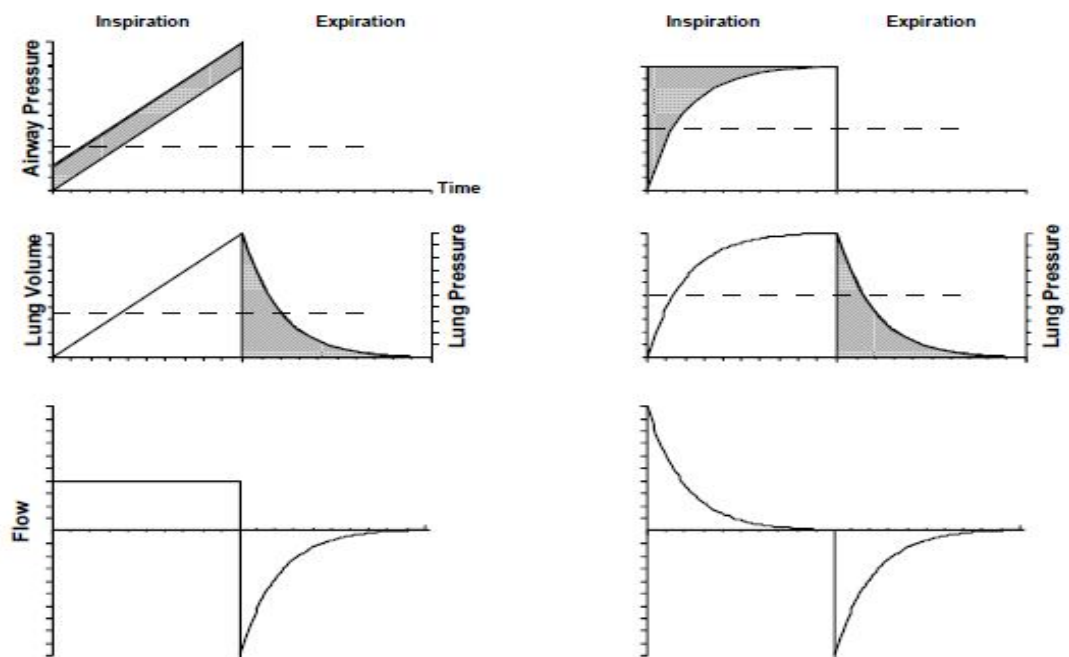 Inspiration Expiration Inspiration Expiration
Airway Pressure
Time
Lung Volume
Lung Pressure
Lung Pressure
Flow